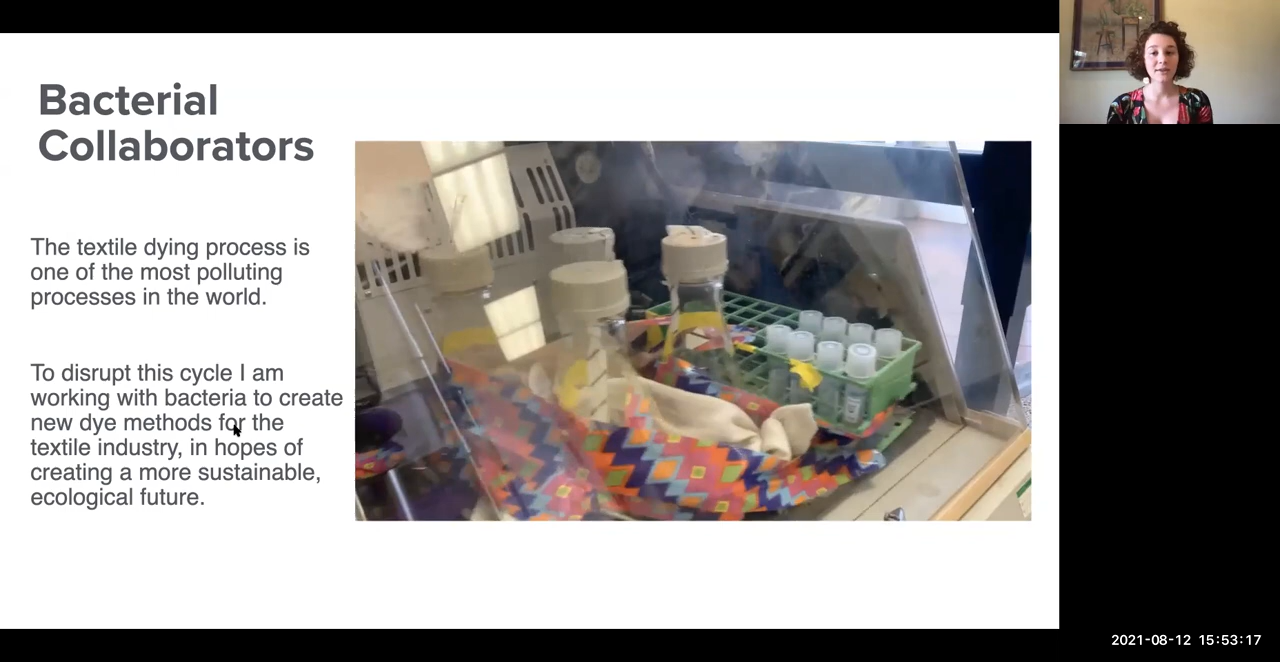 Bacterial
Collaborators
The textile dying process is
one of the most polluting
processes in the world.
To disrupt this cycle I am
working with bacteria to create
new dye methods for the
textile industry, in hopes of
creating a more sustainable,
ecological future.
2021-08-12 15:53:17